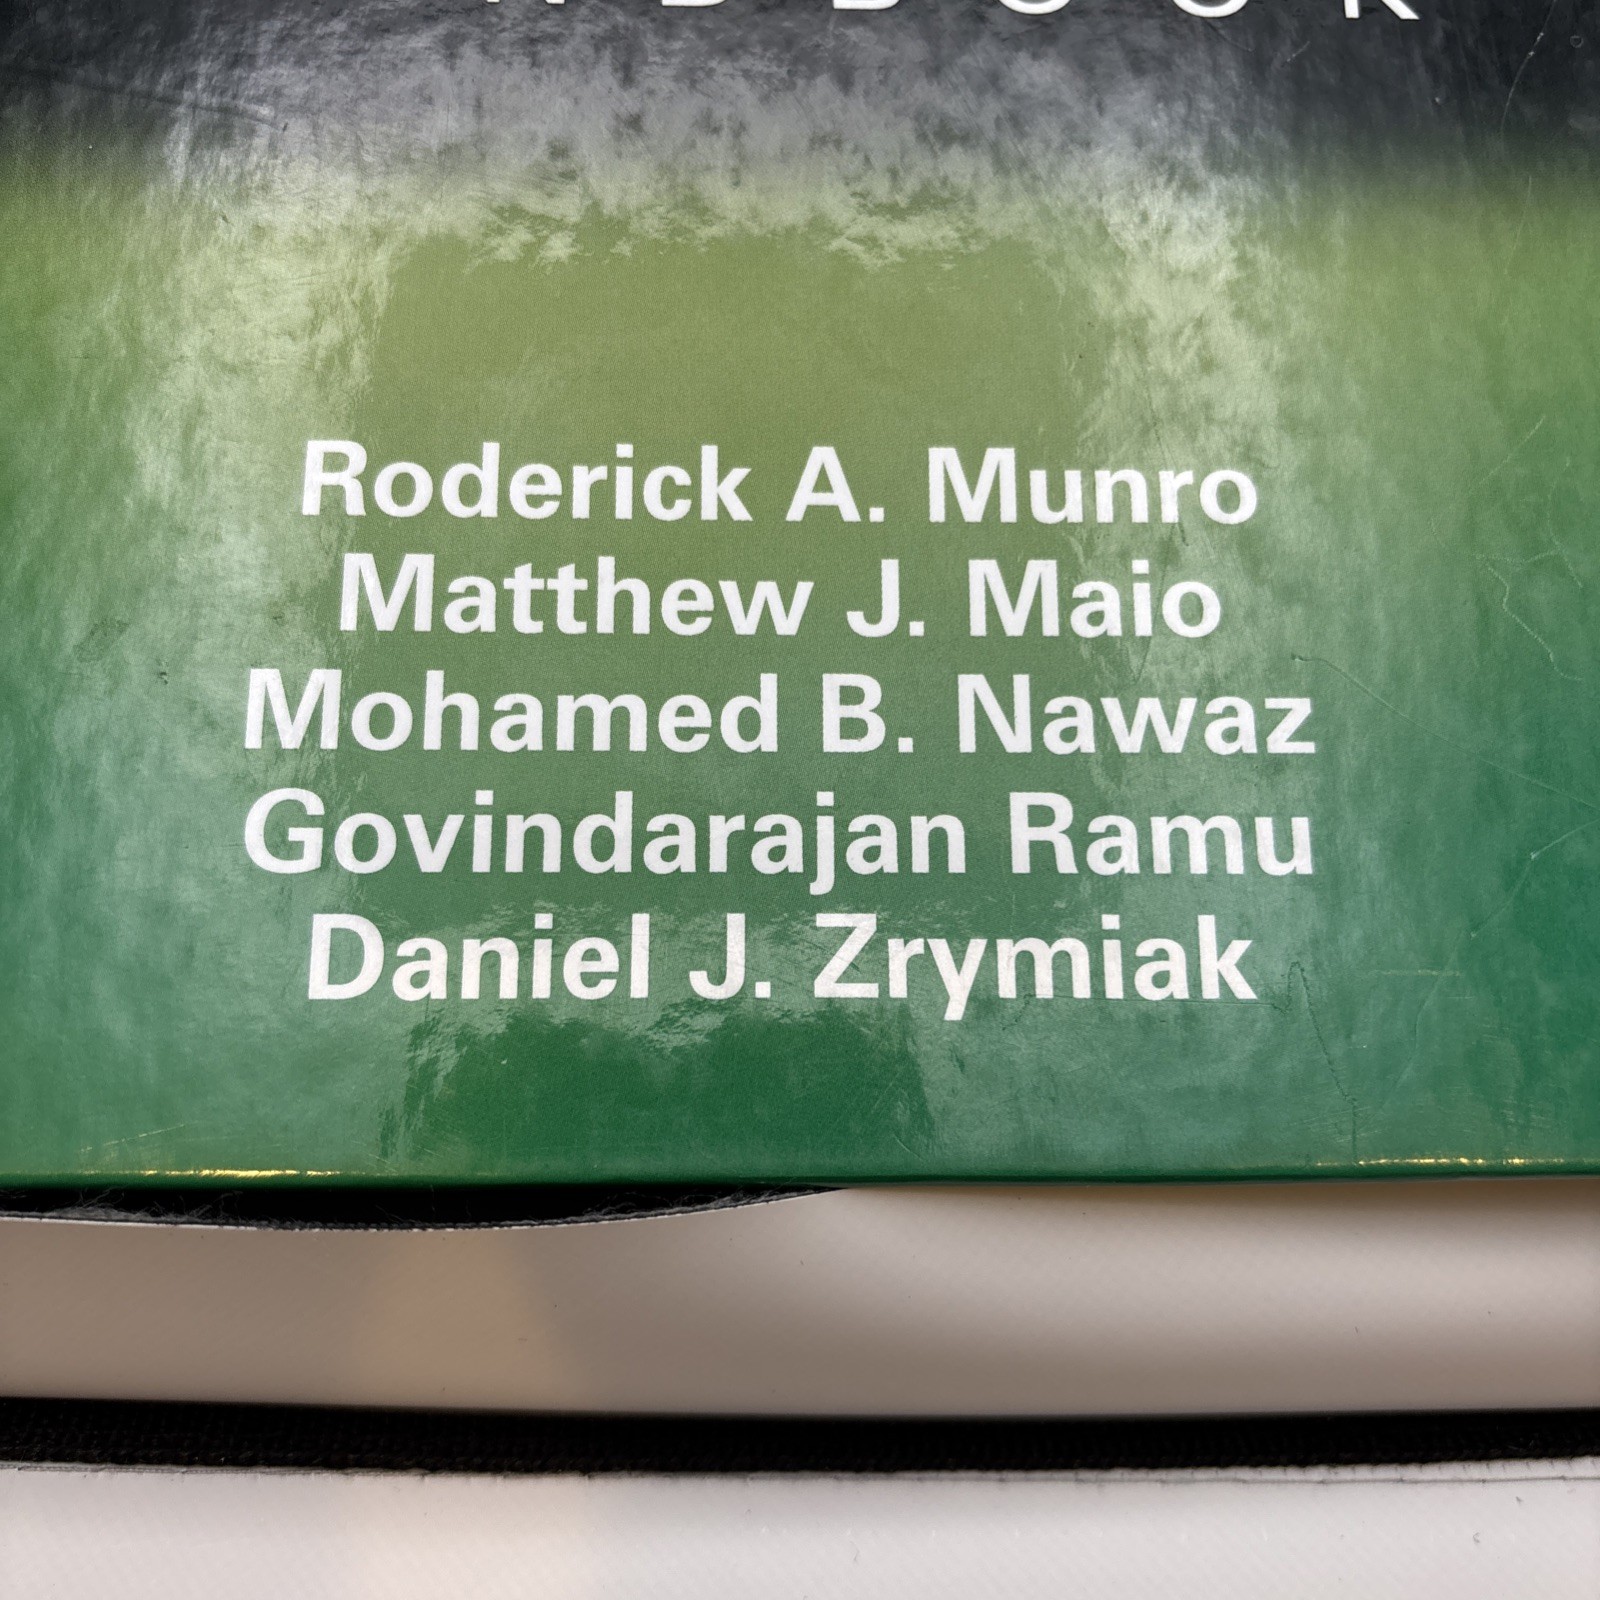 Roderick A. Munro
Matthew J. Maio
Mohamed B. Nawaz
Govindarajan Ramu
Daniel J. Zrymiak